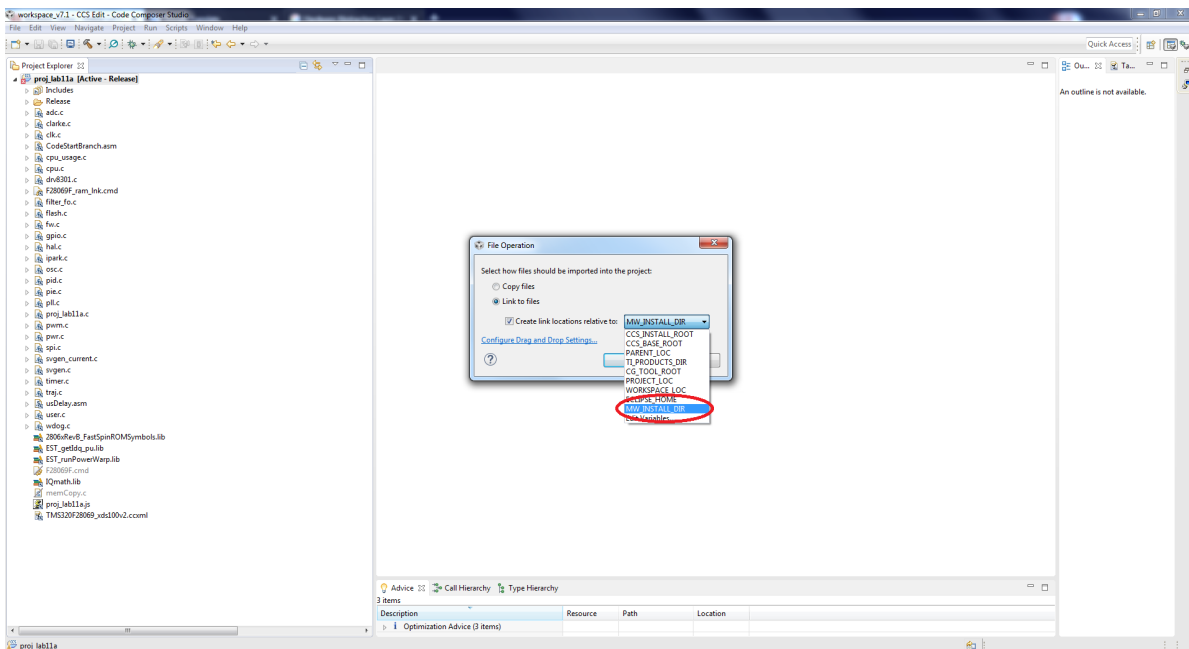 workspace_v7.1 - CCS Edit - Code Composer Studio
File Edit View Navigate Project Run Scripts Window Help
Quick Access
Project Explorer
proj_lab11a [Active - Release]
Includes
Release
adc.c
clarke.c
clk.c
CodeStartBranch.asm
cpu_usage.c
cpu.c
drv8301.c
F28069F_ram_lnk.cmd
filter_fo.c
flash.c
fw.c
gpio.c
hal.c
ipark.c
osc.c
pid.c
pie.c
pll.c
proj_lab11a.c
pwm.c
pwr.c
spi.c
svgen_current.c
svgen.c
timer.c
traj.c
usDelay.asm
user.c
wdog.c
2806xRevB_FastSpinROMSymbols.lib
EST_getIdq_pu.lib
EST_runPowerWarp.lib
F28069F.cmd
IQmath.lib
memCopy.c
proj_lab11a.js
TMS320F28069_xds100v2.ccxml
File Operation
Select how files should be imported into the project:
Copy files
Link to files
Create link locations relative to: MW_INSTALL_DIR
CCS_INSTALL_ROOT
CCS_BASE_ROOT
PARENT_LOC
TI_PRODUCTS_DIR
CG_TOOL_ROOT
PROJECT_LOC
WORKSPACE_LOC
ECLIPSE_HOME
MW_INSTALL_DIR
Edit Variables...
Configure Drag and Drop Settings...
Ou... Ta...
An outline is not available.
Advice Call Hierarchy Type Hierarchy
3 items
Description Resource Path Location
i Optimization Advice (3 items)
proj_lab11a